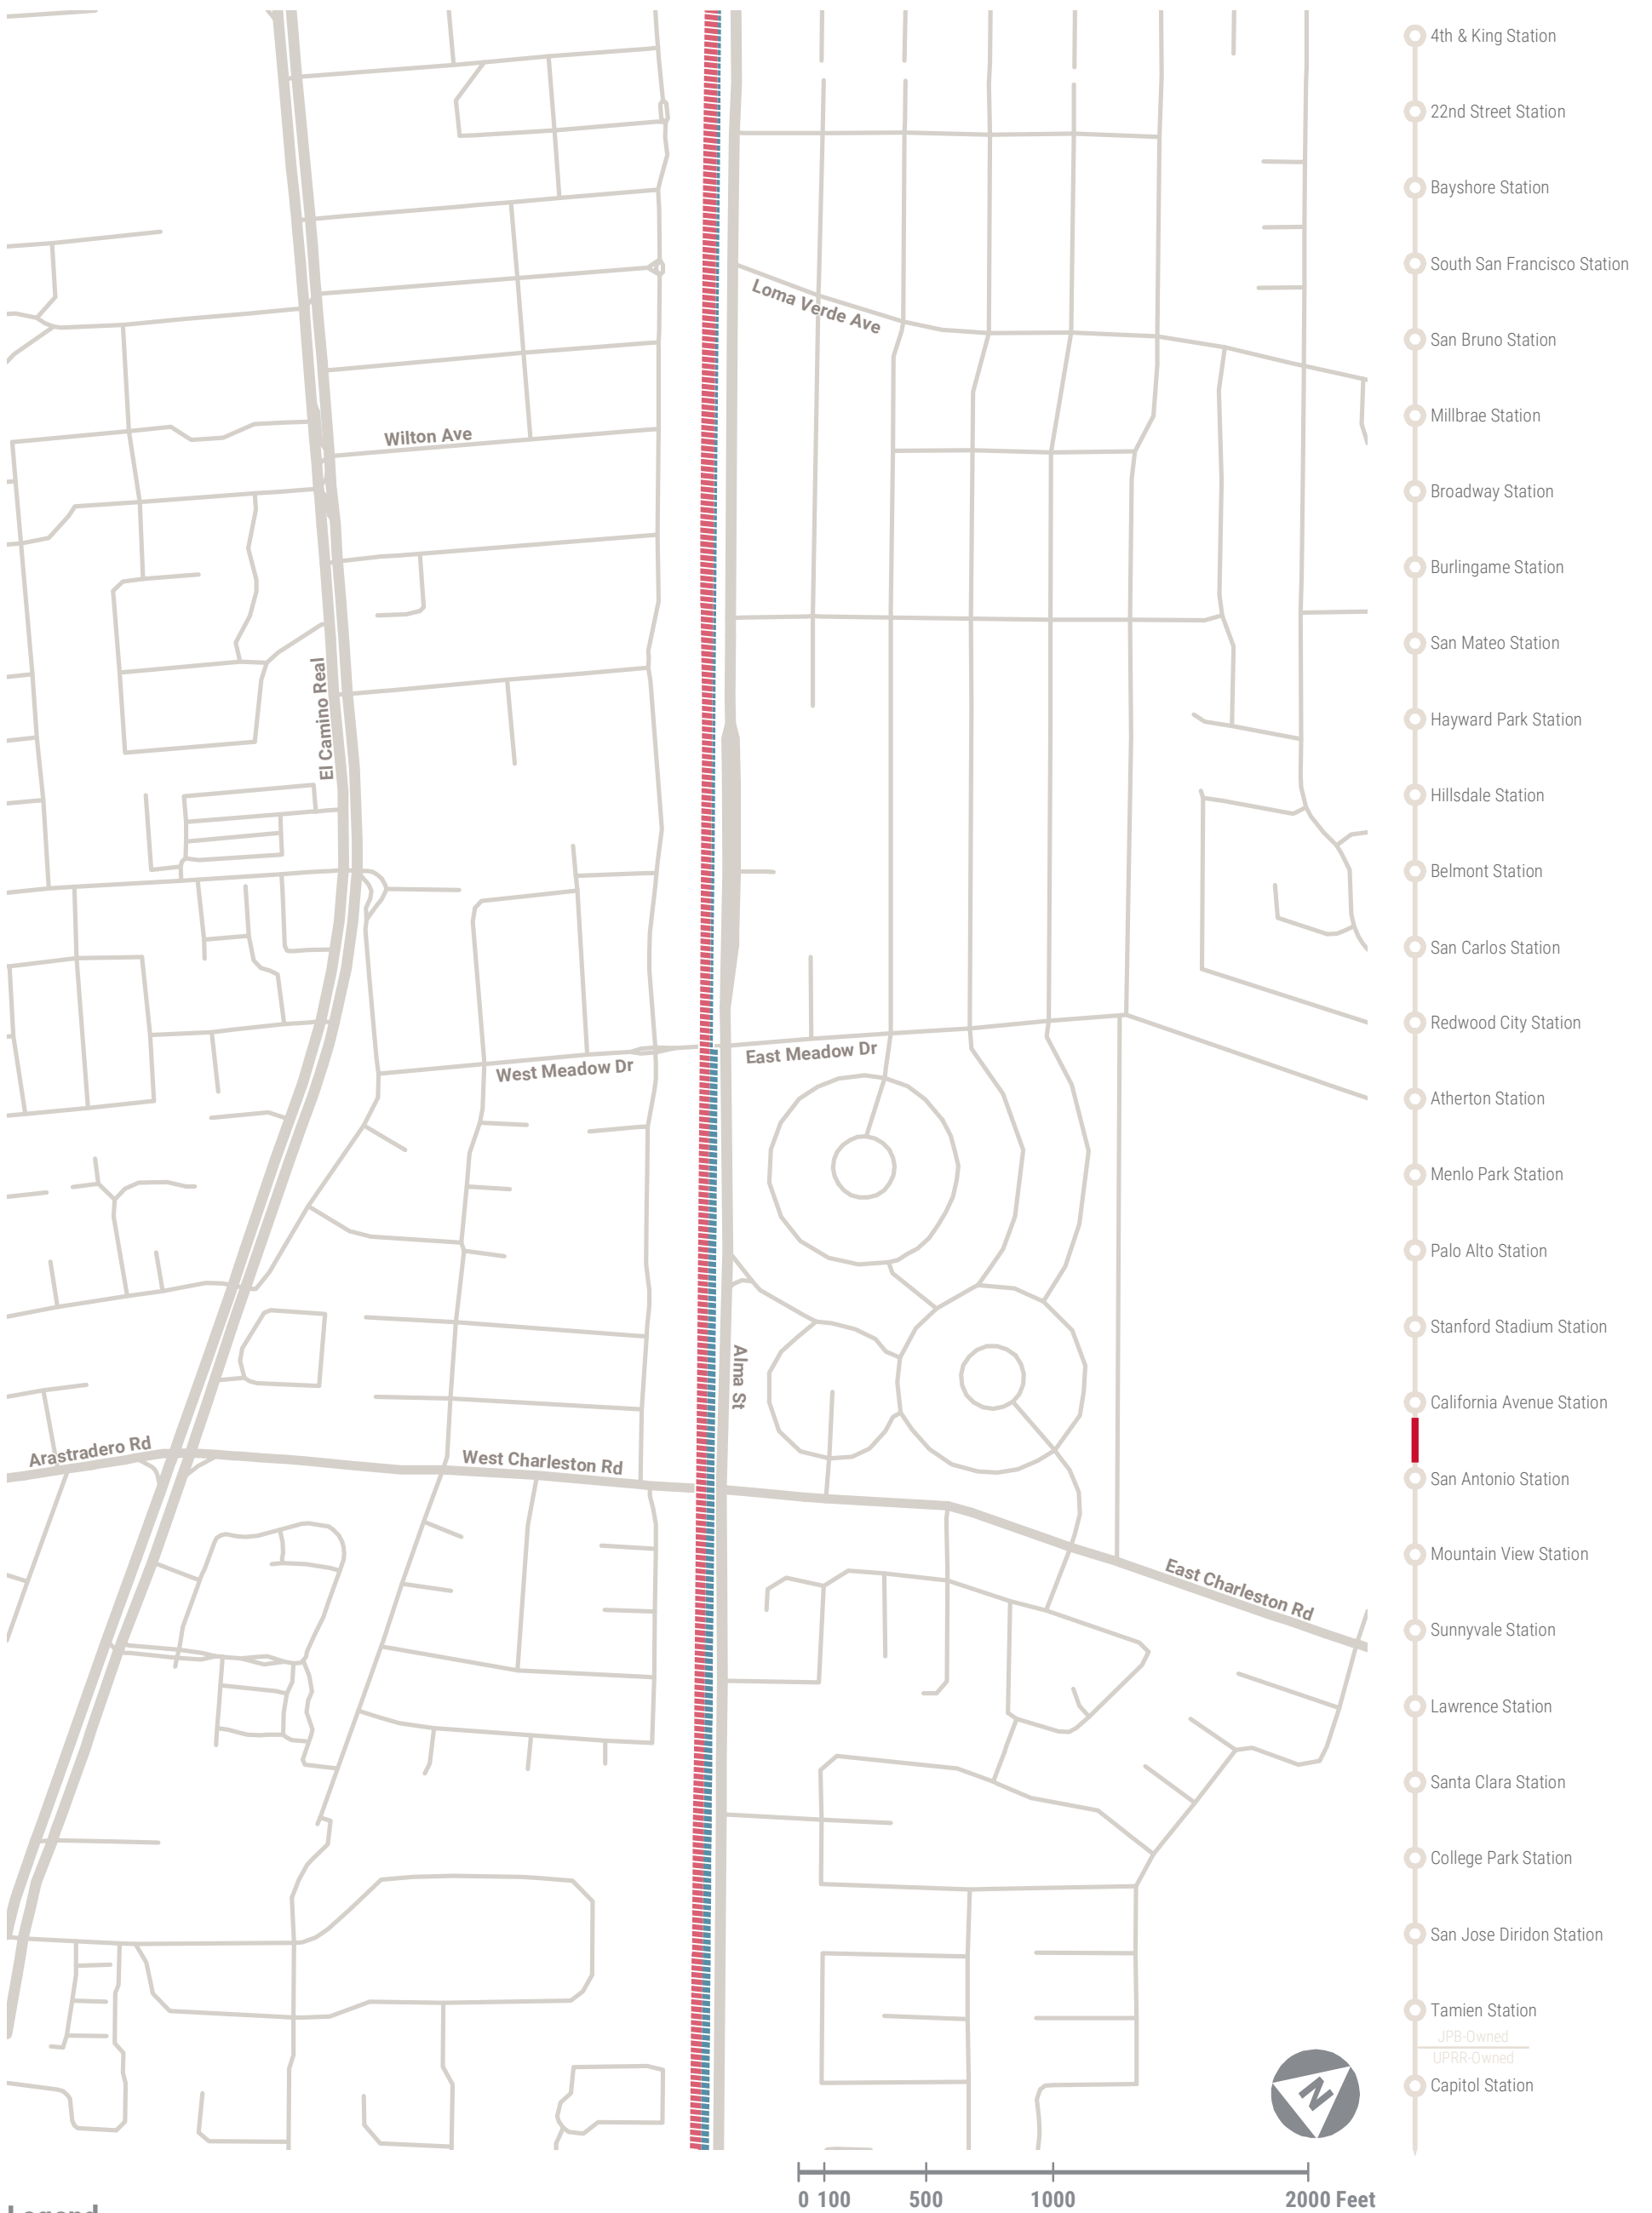 Loma Verde Ave
Wilton Ave
El Camino Real
East Meadow Dr
West Meadow Dr
Alma St
Arastradero Rd
West Charleston Rd
East Charleston Rd
N
0 100 500 1000 2000 Feet
Legend
4th & King Station
22nd Street Station
Bayshore Station
South San Francisco Station
San Bruno Station
Millbrae Station
Broadway Station
Burlingame Station
San Mateo Station
Hayward Park Station
Hillsdale Station
Belmont Station
San Carlos Station
Redwood City Station
Atherton Station
Menlo Park Station
Palo Alto Station
Stanford Stadium Station
California Avenue Station
San Antonio Station
Mountain View Station
Sunnyvale Station
Lawrence Station
Santa Clara Station
College Park Station
San Jose Diridon Station
Tamien Station
JPB-Owned
UPRR-Owned
Capitol Station